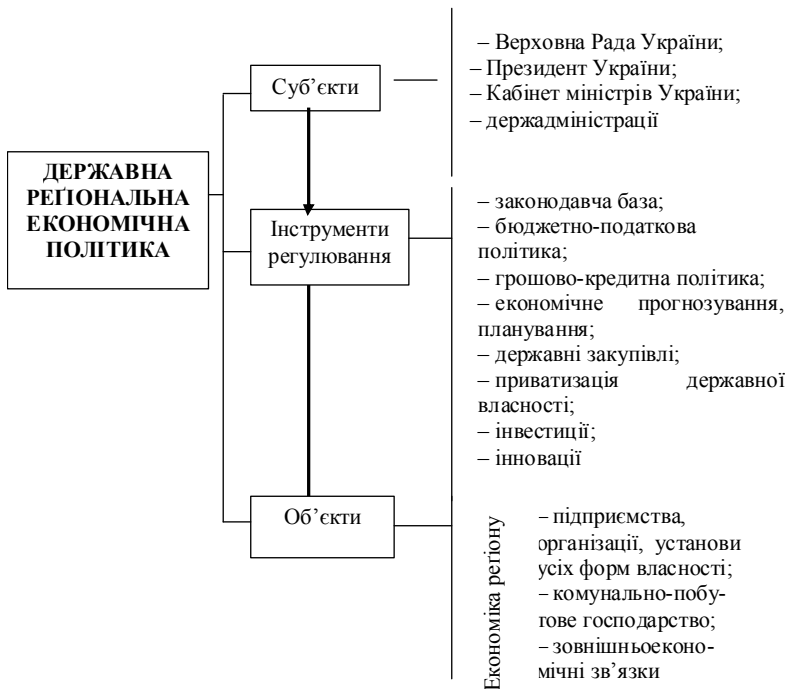 ДЕРЖАВНА
РЕГІОНАЛЬНА
ЕКОНОМІЧНА
ПОЛІТИКА
Суб’єкти
– Верховна Рада України;
– Президент України;
– Кабінет міністрів України;
– держадміністрації
Інструменти
регулювання
– законодавча база;
– бюджетно-податкова
політика;
– грошово-кредитна політика;
– економічне прогнозування,
планування;
– державні закупівлі;
– приватизація державної
власності;
– інвестиції;
– інновації
Об’єкти
Економіка регіону
– підприємства,
організації, установи
усіх форм власності;
– комунально-побу-
тове господарство;
– зовнішньоеконо-
мічні зв’язки